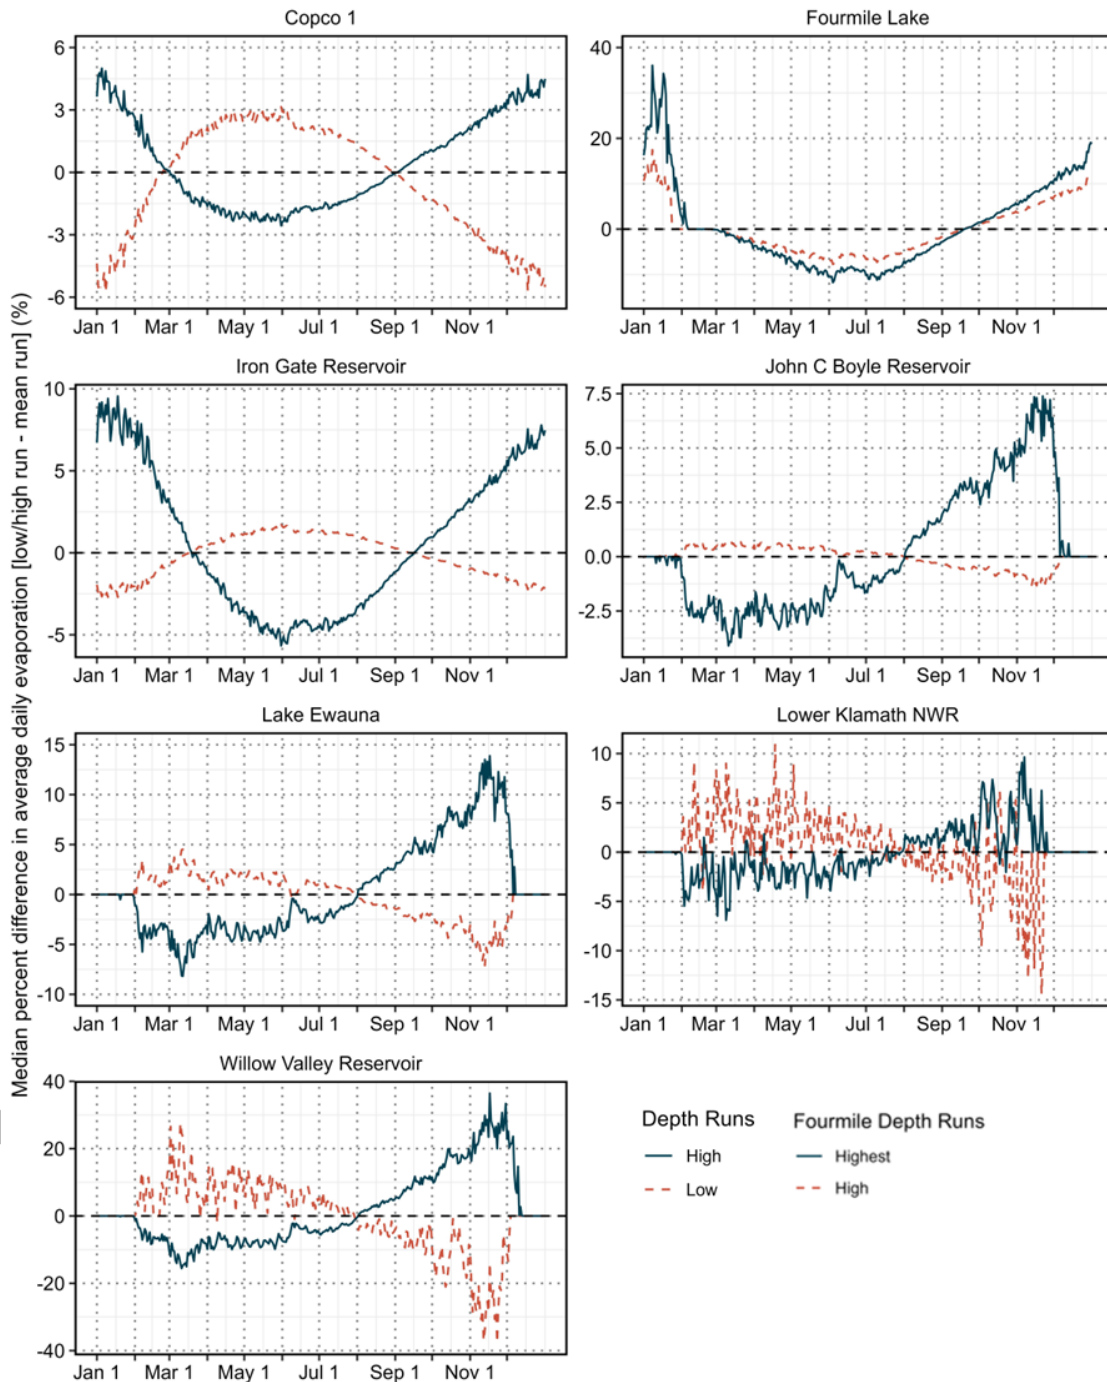 Median percent difference in average daily evaporation [low/high run - mean run] (%)
Copco 1
6
3
0
-3
-6
Jan 1 Mar 1 May 1 Jul 1 Sep 1 Nov 1
Fourmile Lake
40
20
0
Jan 1 Mar 1 May 1 Jul 1 Sep 1 Nov 1
Iron Gate Reservoir
10
5
0
-5
Jan 1 Mar 1 May 1 Jul 1 Sep 1 Nov 1
John C Boyle Reservoir
7.5
5.0
2.5
0.0
-2.5
Jan 1 Mar 1 May 1 Jul 1 Sep 1 Nov 1
Lake Ewauna
15
10
5
0
-5
-10
Jan 1 Mar 1 May 1 Jul 1 Sep 1 Nov 1
Lower Klamath NWR
10
5
0
-5
-10
-15
Jan 1 Mar 1 May 1 Jul 1 Sep 1 Nov 1
Willow Valley Reservoir
40
20
0
-20
-40
Jan 1 Mar 1 May 1 Jul 1 Sep 1 Nov 1
Depth Runs
High
Low
Fourmile Depth Runs
Highest
High